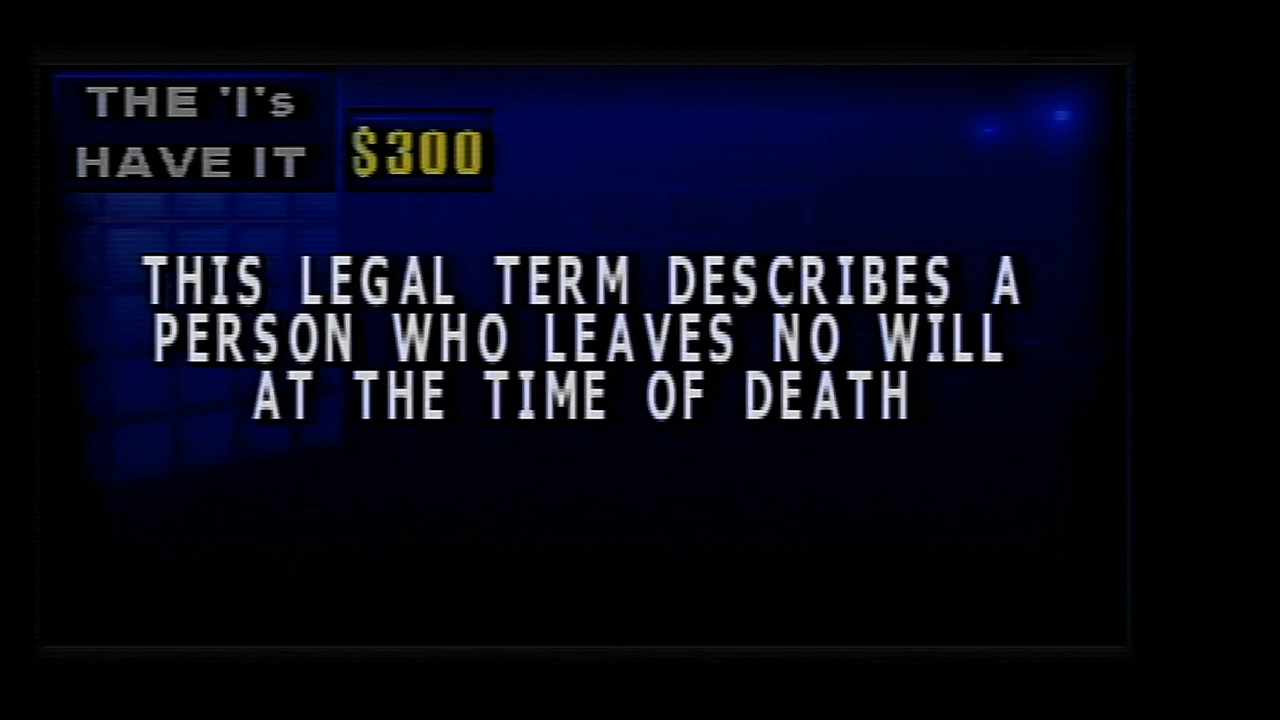 THE 'I's
HAVE IT
$300
THIS LEGAL TERM DESCRIBES A
PERSON WHO LEAVES NO WILL
AT THE TIME OF DEATH